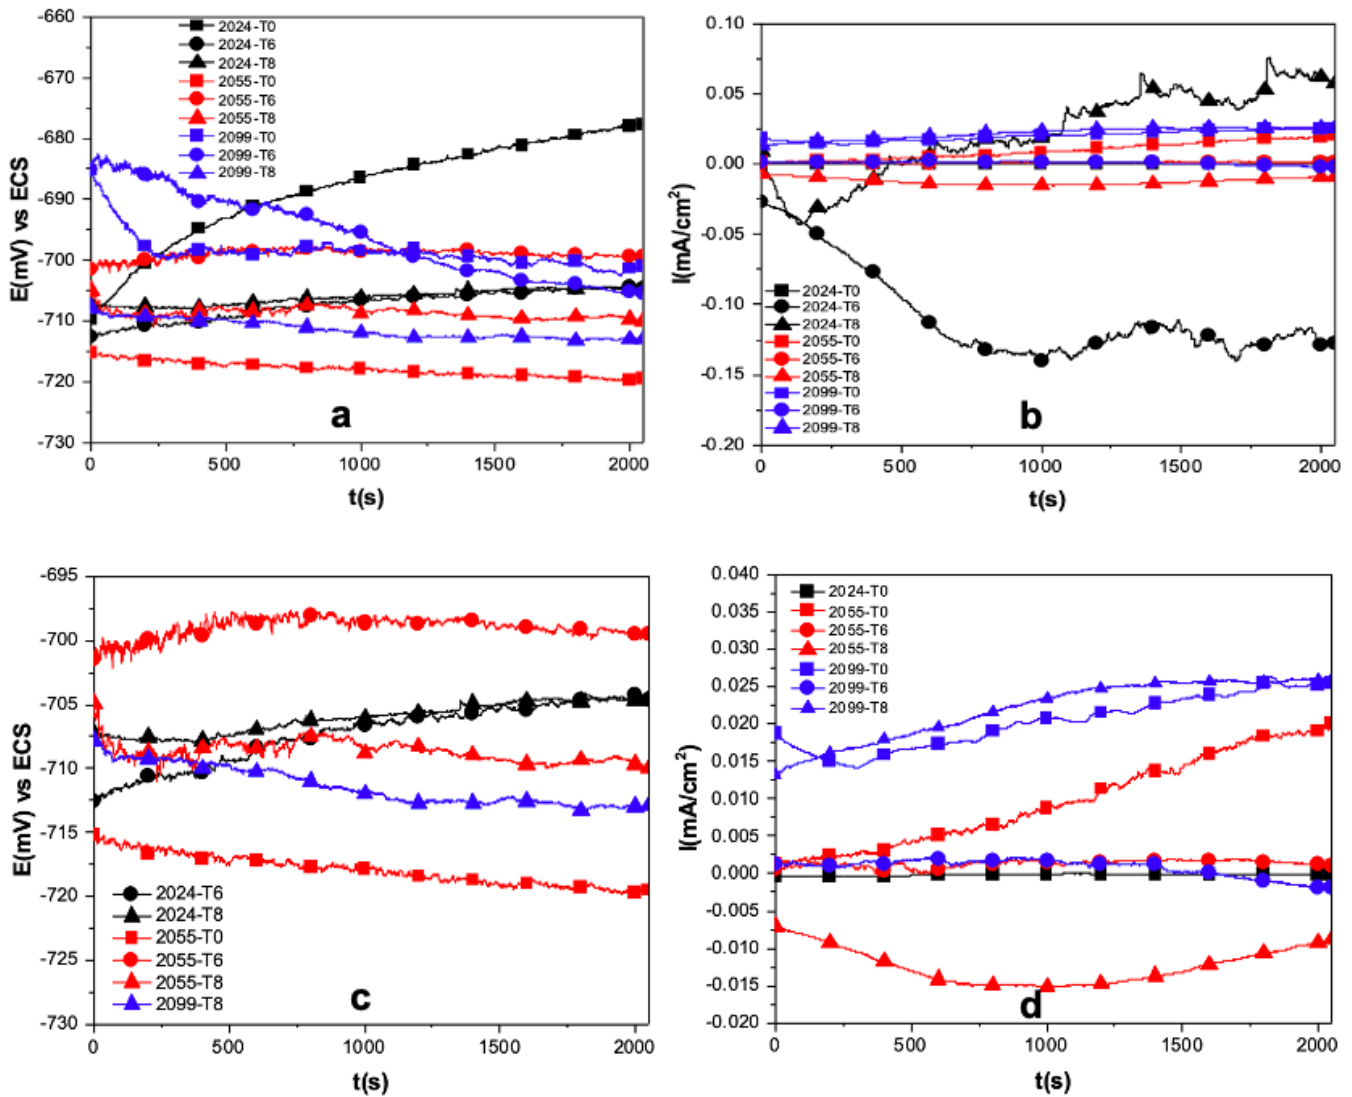 -660
-670
-680
-690
-700
-710
-720
-730
E(mV) vs ECS
0
500
1000
1500
2000
t(s)
2024-T0
2024-T6
2024-T8
2055-T0
2055-T6
2055-T8
2099-T0
2099-T6
2099-T8
a
0.10
0.05
0.00
-0.05
-0.10
-0.15
-0.20
I(mA/cm²)
0
500
1000
1500
2000
t(s)
2024-T0
2024-T6
2024-T8
2055-T0
2055-T6
2055-T8
2099-T0
2099-T6
2099-T8
b
-695
-700
-705
-710
-715
-720
-725
-730
E(mV) vs ECS
0
500
1000
1500
2000
t(s)
2024-T6
2024-T8
2055-T0
2055-T6
2055-T8
2099-T8
c
0.040
0.035
0.030
0.025
0.020
0.015
0.010
0.005
0.000
-0.005
-0.010
-0.015
-0.020
I(mA/cm²)
0
500
1000
1500
2000
t(s)
2024-T0
2055-T0
2055-T6
2055-T8
2099-T0
2099-T6
2099-T8
d